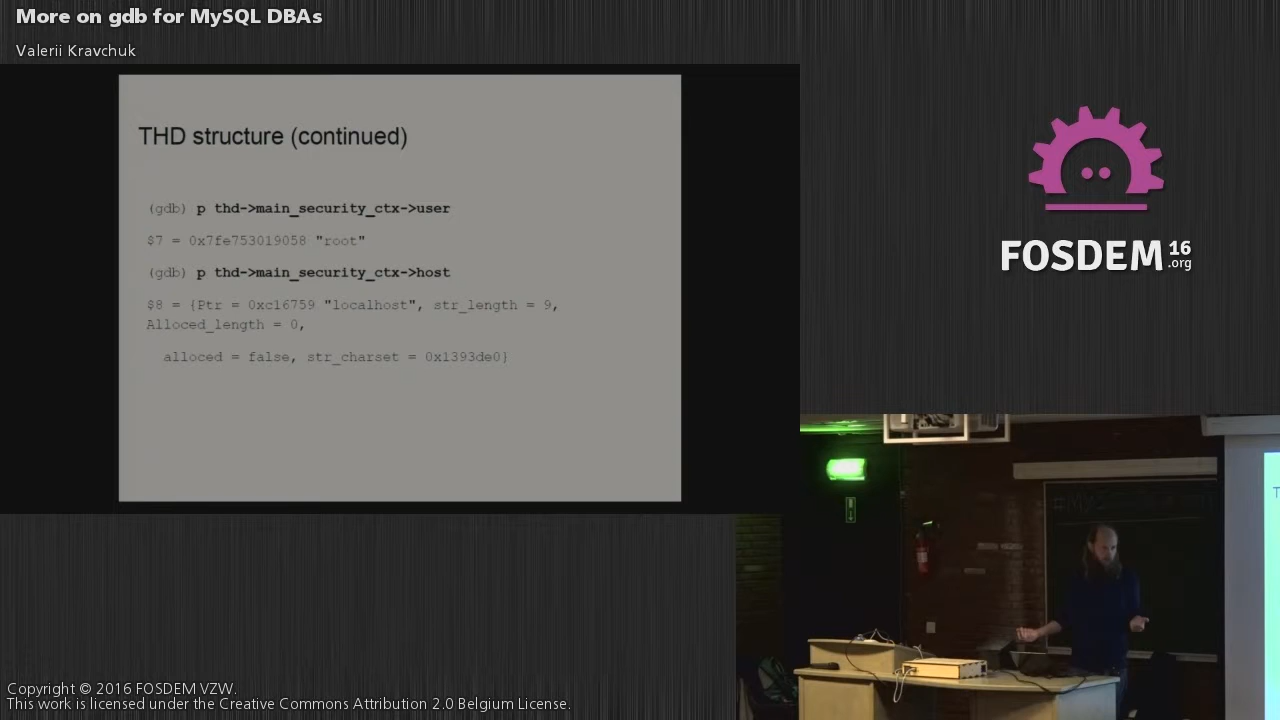 More on gdb for MySQL DBAs
Valerii Kravchuk
THD structure (continued)
(gdb) p thd->main_security_ctx->user
$7 = 0x7fe753019058 "root"
(gdb) p thd->main_security_ctx->host
$8 = {Ptr = 0xc16759 "localhost", str_length = 9,
Alloced_length = 0,
alloced = false, str_charset = 0x1393de0}
FOSDEM 16
.org
Copyright © 2016 FOSDEM VZW.
This work is licensed under the Creative Commons Attribution 2.0 Belgium License.